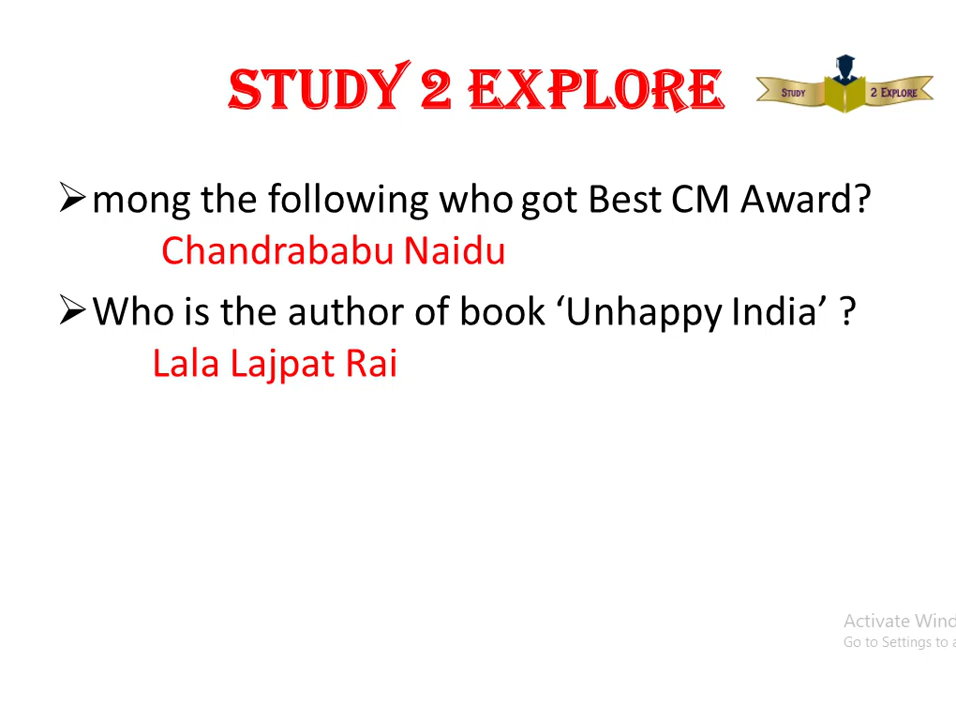 STUDY 2 EXPLORE
STUDY 2 EXPLORE
➢mong the following who got Best CM Award?
Chandrababu Naidu
➢Who is the author of book ‘Unhappy India’ ?
Lala Lajpat Rai
Activate Wind
Go to Settings to a